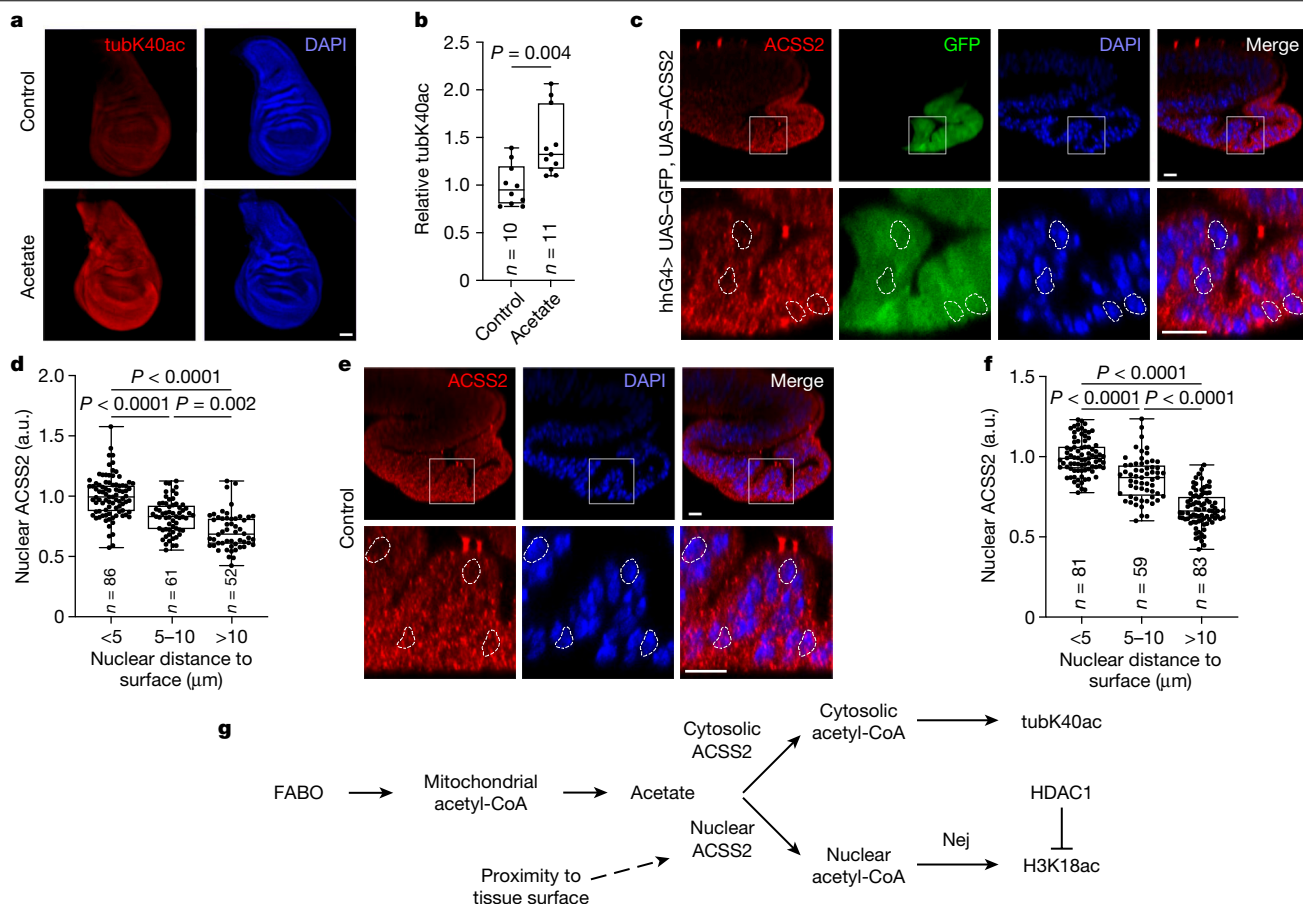 a
tubK40ac
DAPI
Control
Acetate
b
P = 0.004
2.5
2.0
1.5
1.0
0.5
0
Relative tubK40ac
n = 10
n = 11
Control
Acetate
c
hhG4> UAS–GFP, UAS–ACSS2
ACSS2
GFP
DAPI
Merge
d
P < 0.0001
P < 0.0001
P = 0.002
2.0
1.5
1.0
0.5
0
Nuclear ACSS2 (a.u.)
n = 86
n = 61
n = 52
<5
5–10
>10
Nuclear distance to
surface (μm)
e
Control
ACSS2
DAPI
Merge
f
P < 0.0001
P < 0.0001
P < 0.0001
1.5
1.0
0.5
0
Nuclear ACSS2 (a.u.)
n = 81
n = 59
n = 83
<5
5–10
>10
Nuclear distance to
surface (μm)
g
FABO
Mitochondrial
acetyl-CoA
Acetate
Cytosolic
ACSS2
Cytosolic
acetyl-CoA
tubK40ac
Nuclear
ACSS2
Proximity to
tissue surface
Nuclear
acetyl-CoA
Nej
HDAC1
H3K18ac